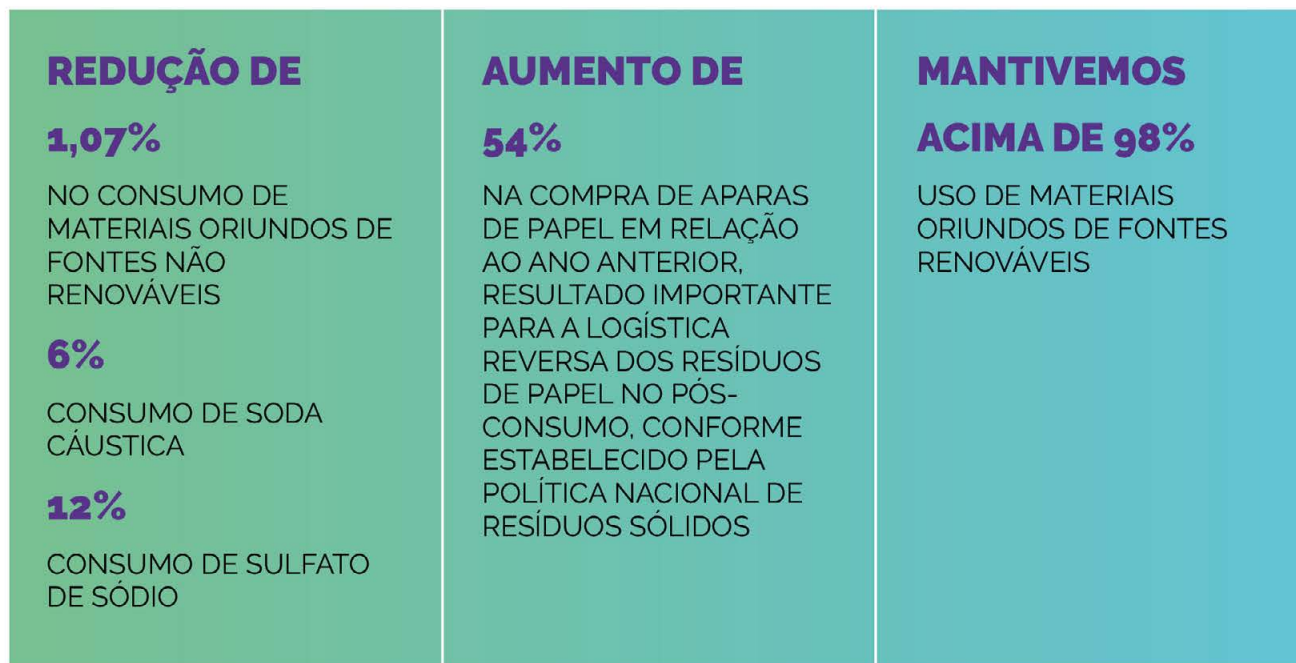 REDUÇÃO DE
1,07%
NO CONSUMO DE
MATERIAIS ORIUNDOS DE
FONTES NÃO
RENOVÁVEIS
6%
CONSUMO DE SODA
CÁUSTICA
12%
CONSUMO DE SULFATO
DE SÓDIO
AUMENTO DE
54%
NA COMPRA DE APARAS
DE PAPEL EM RELAÇÃO
AO ANO ANTERIOR,
RESULTADO IMPORTANTE
PARA A LOGÍSTICA
REVERSA DOS RESÍDUOS
DE PAPEL NO PÓS-
CONSUMO, CONFORME
ESTABELECIDO PELA
POLÍTICA NACIONAL DE
RESÍDUOS SÓLIDOS
MANTIVEMOS
ACIMA DE 98%
USO DE MATERIAIS
ORIUNDOS DE FONTES
RENOVÁVEIS